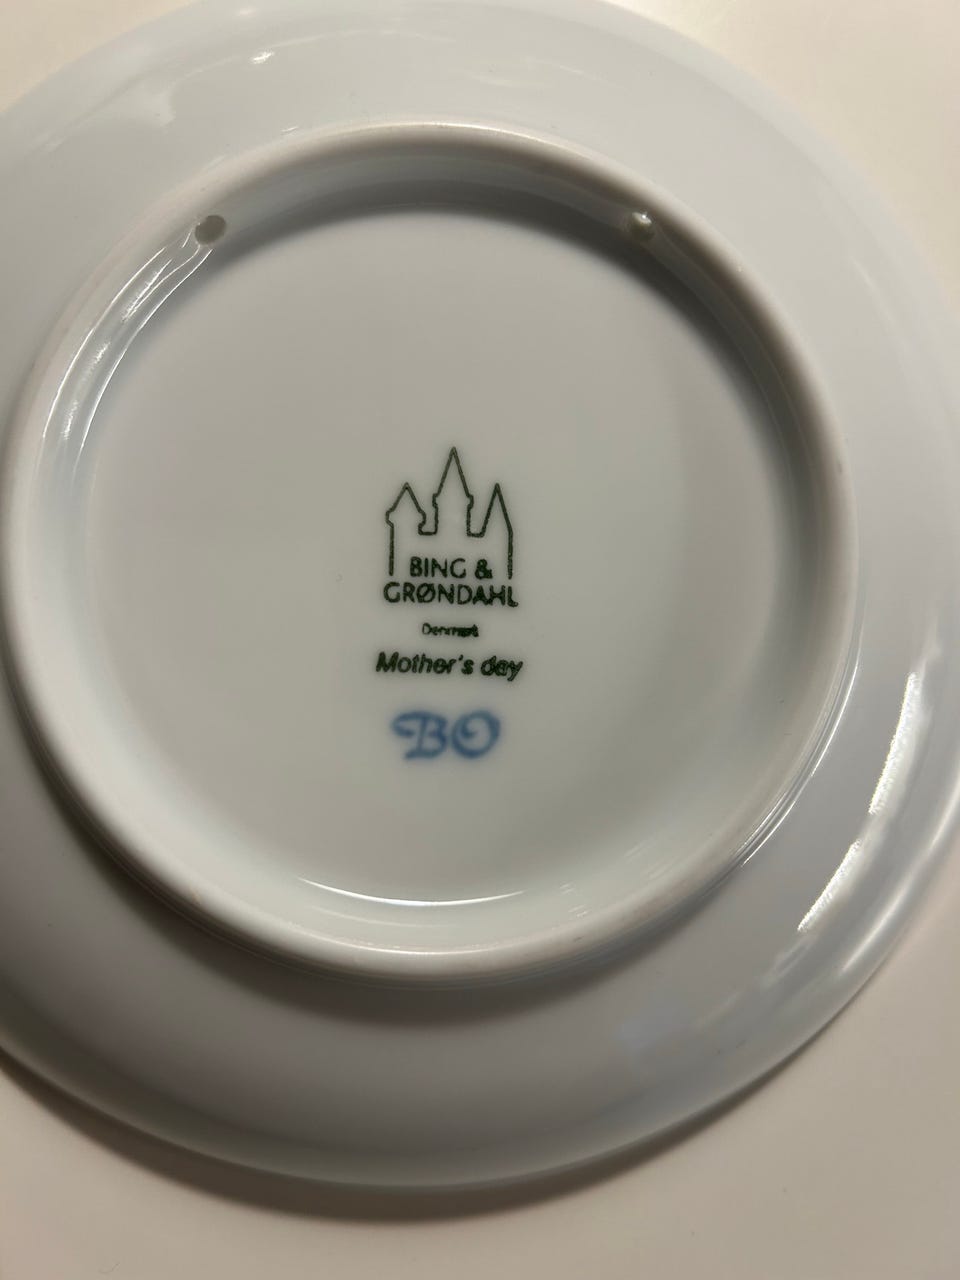 BING &
GRØNDAHL
Denmark
Mother's day
BO